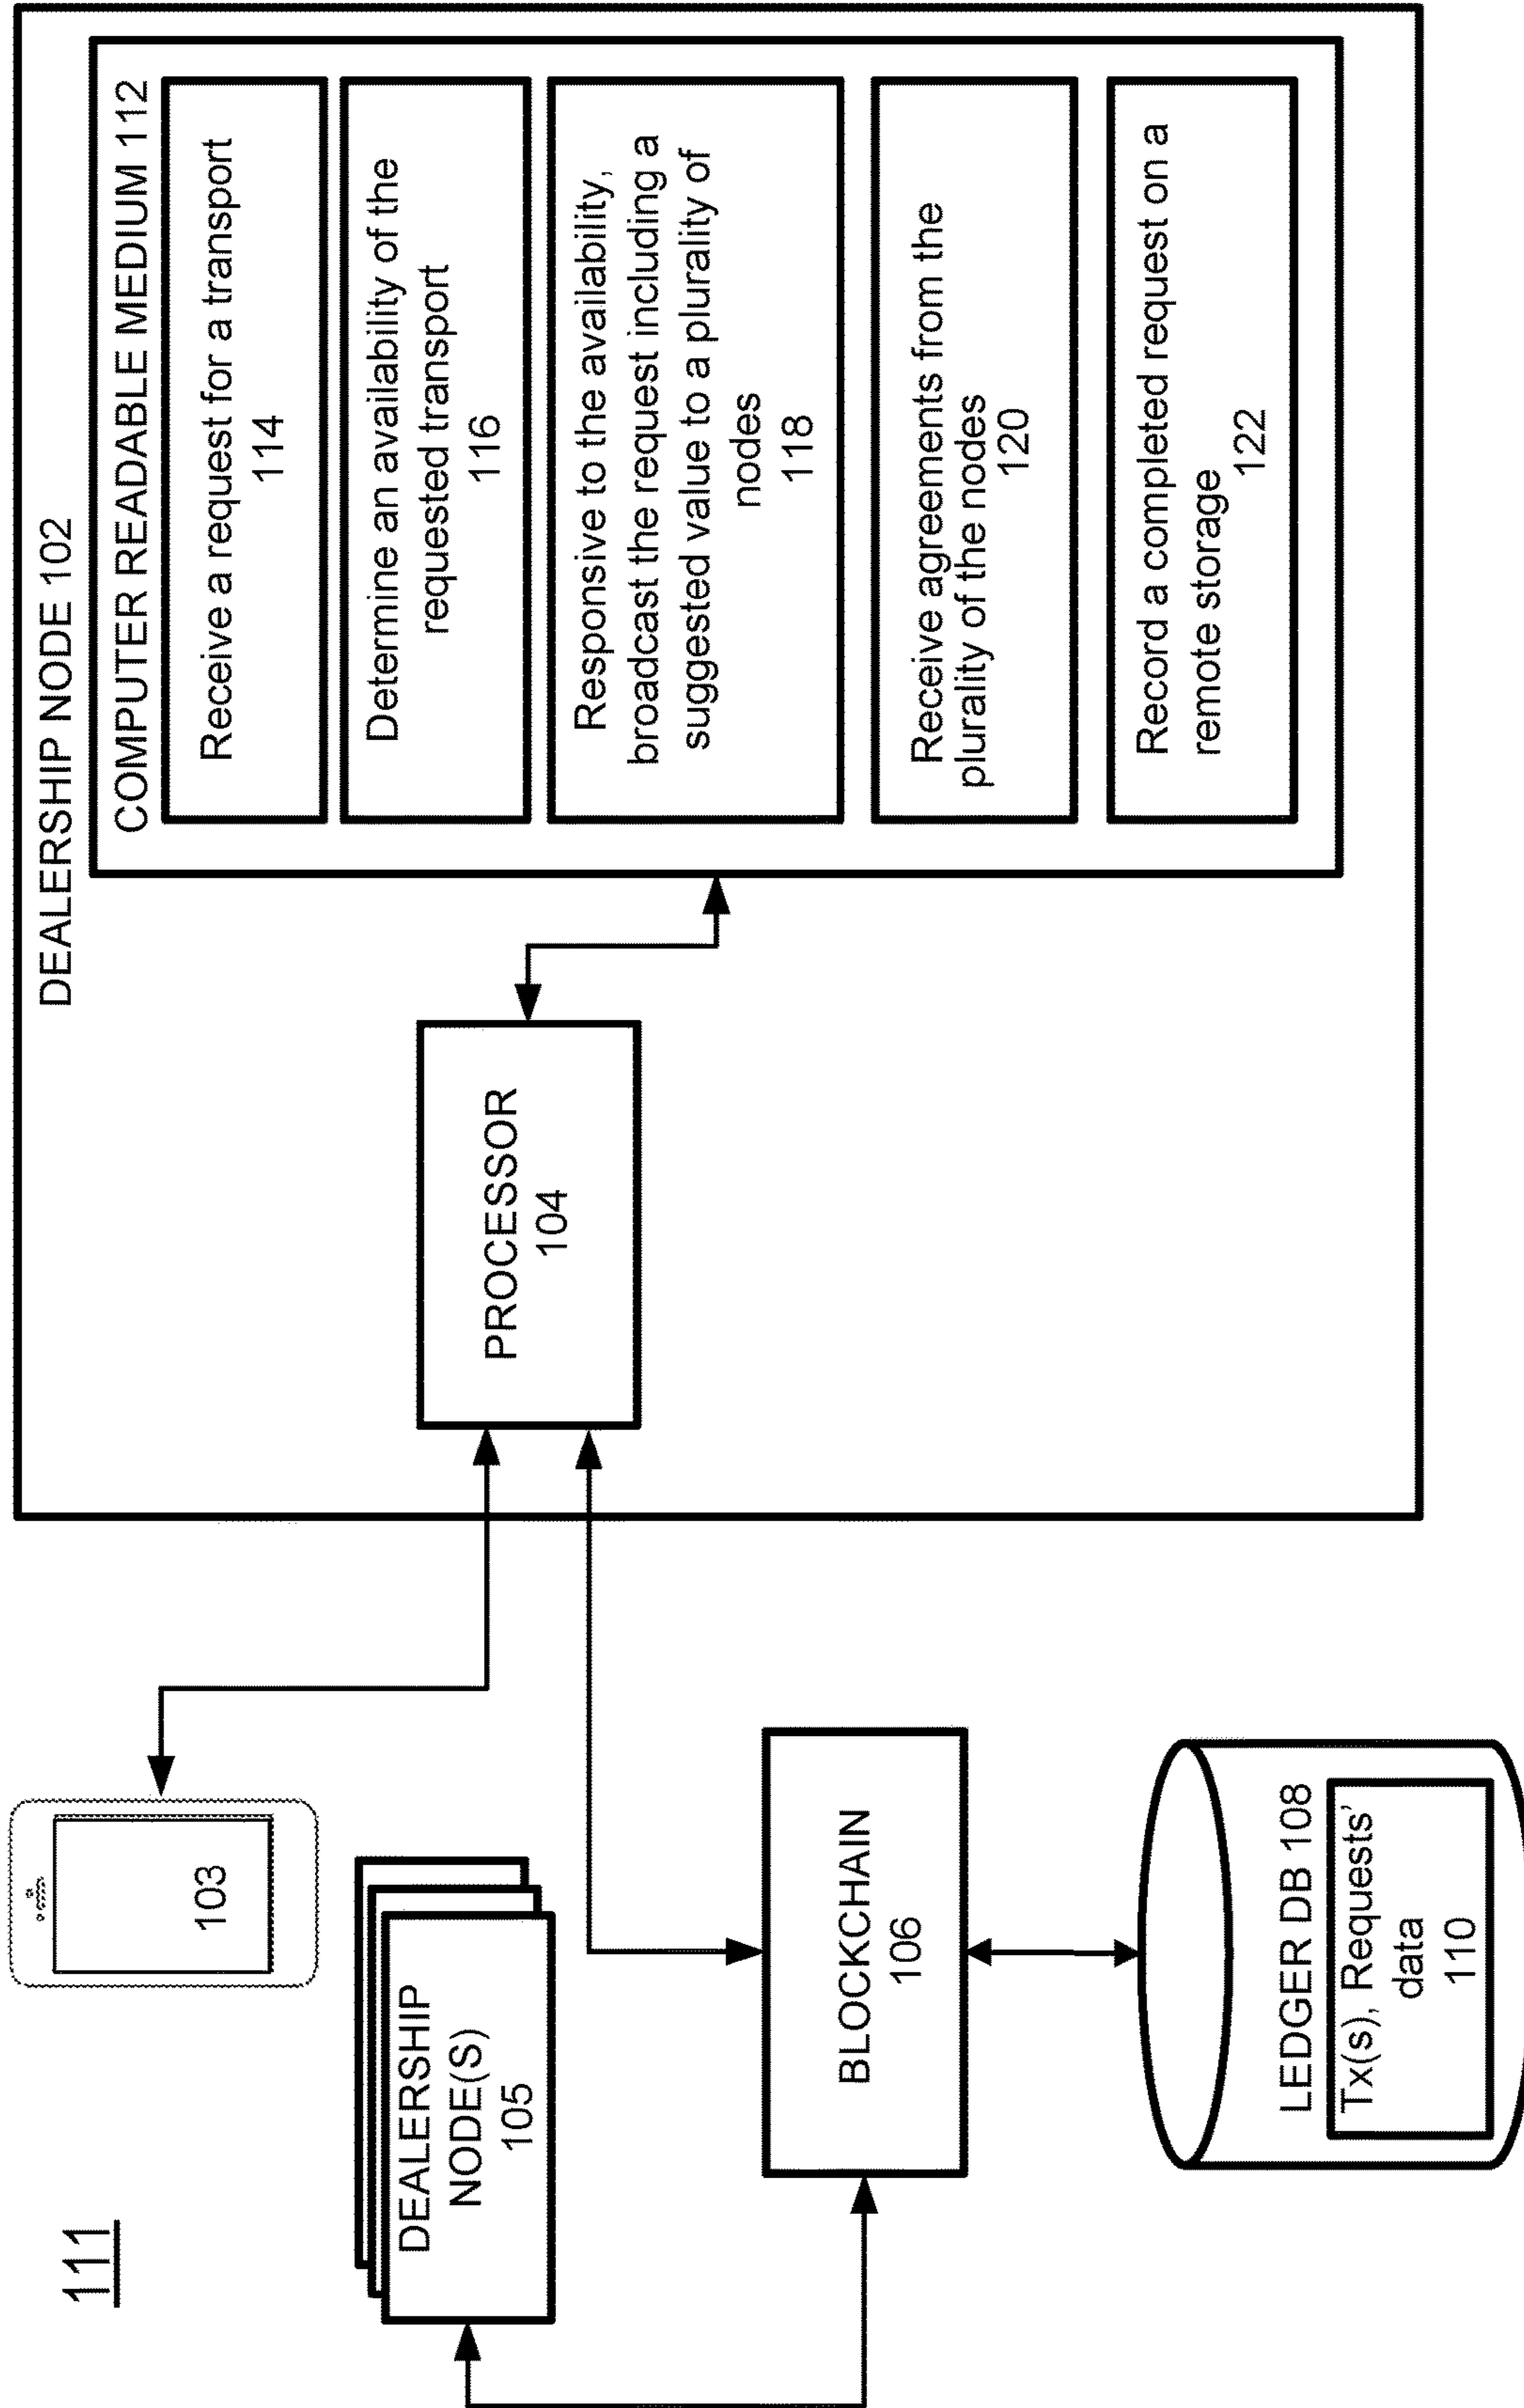 111
103
DEALERSHIP
NODE(S)
105
BLOCKCHAIN
106
LEDGER DB 108
Tx(s), Requests'
data
110
DEALERSHIP NODE 102
PROCESSOR
104
COMPUTER READABLE MEDIUM 112
Receive a request for a transport
114
Determine an availability of the
requested transport
116
Responsive to the availability,
broadcast the request including a
suggested value to a plurality of
nodes
118
Receive agreements from the
plurality of the nodes
120
Record a completed request on a
remote storage
122